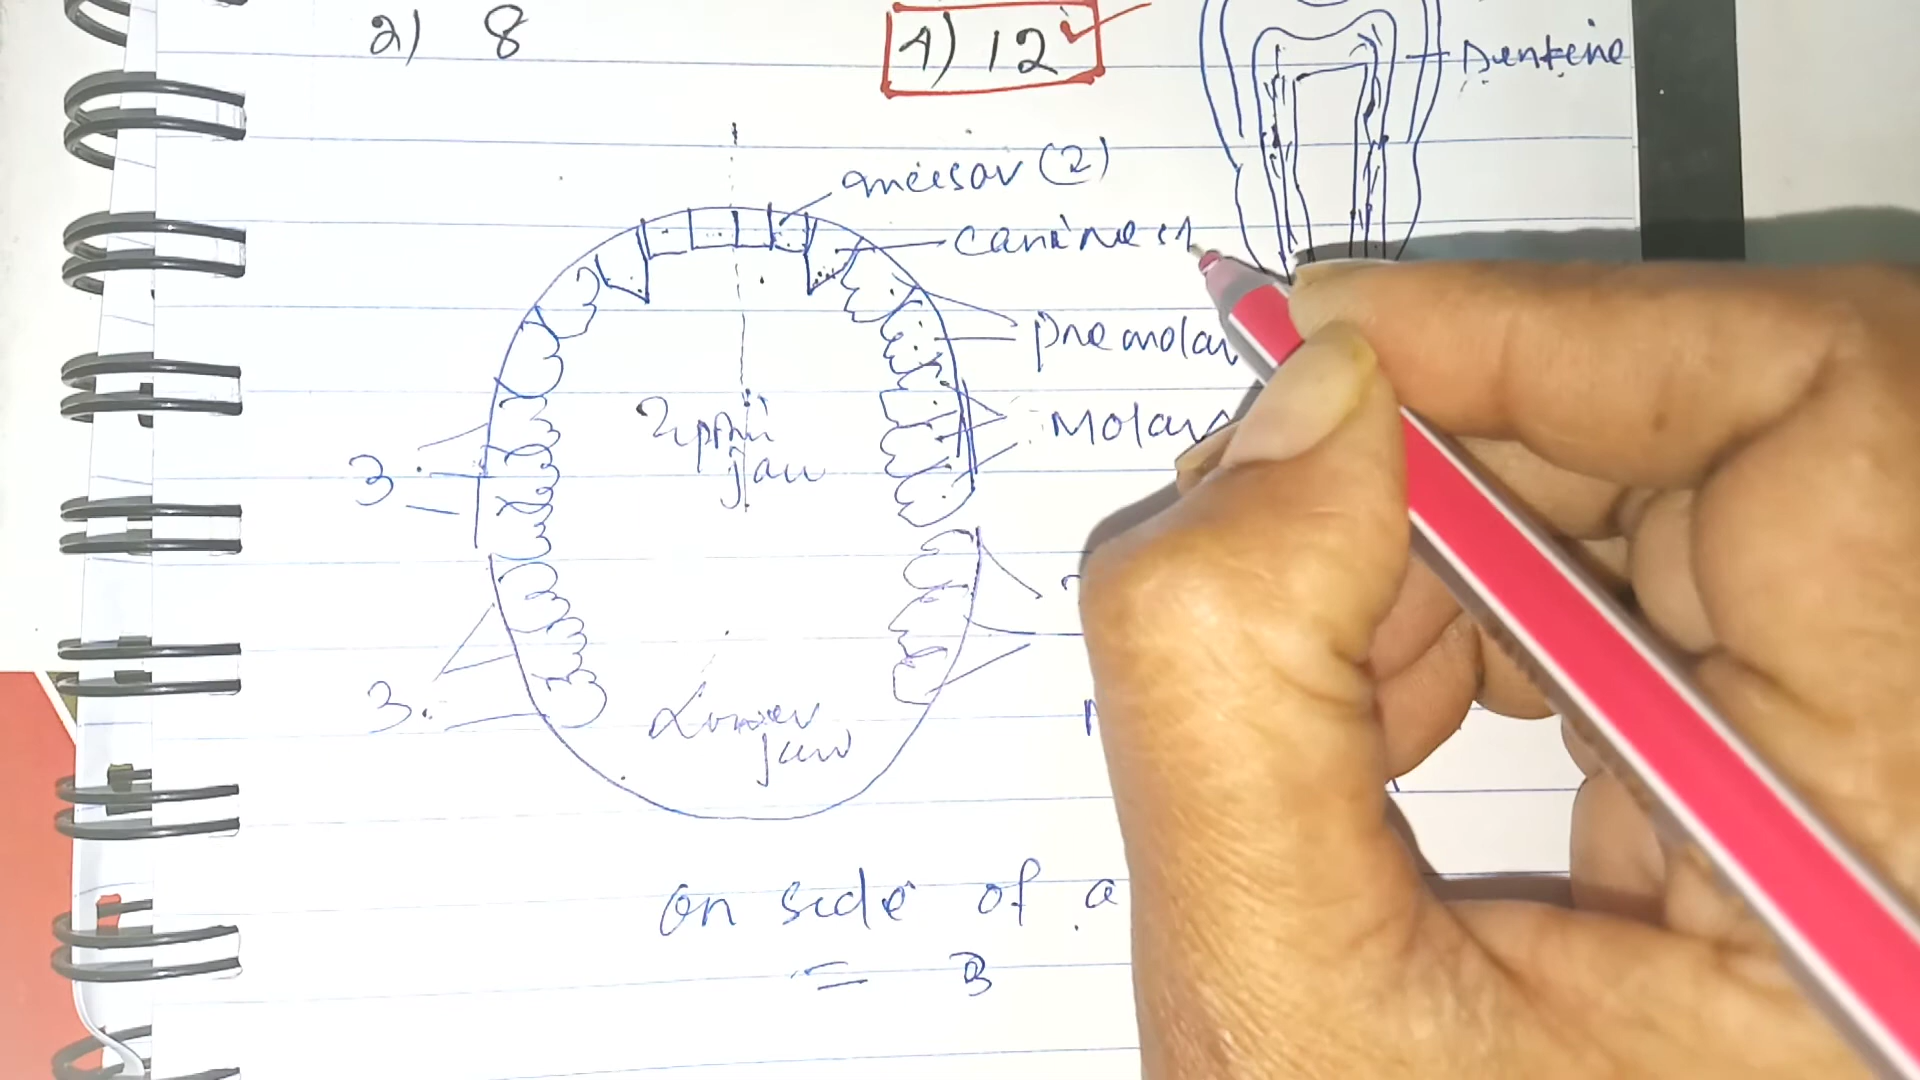 2) 8
4) 12
Dentine
incisor (2)
canine (1
Premolar
Molar
Upper
jaw
3
3.
Lower
jaw
on side of a
= 3